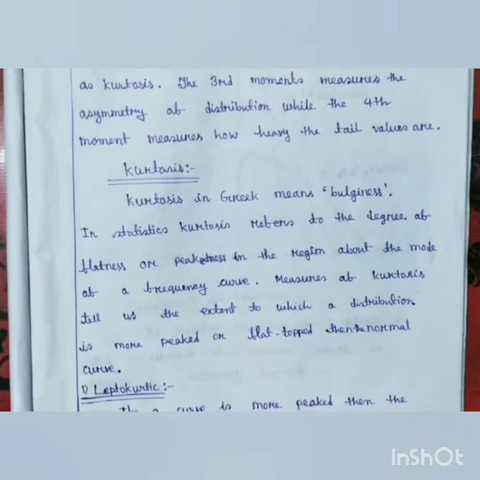 as kurtosis. The 3rd moments measures the
asymmetry of distribution while the 4th
moment measures how heavy the tail values are.
Kurtosis:-
Kurtosis in Greek means 'bulginess'.
In statistics kurtosis refers to the degree of
flatness or peakedness in the region about the mode
of a frequency curve. Measures of kurtosis
tell us the extent to which a distribution
is more peaked or flat-topped then the normal
curve.
1) Leptokurtic:-
a curve is more peaked then the
InShOt